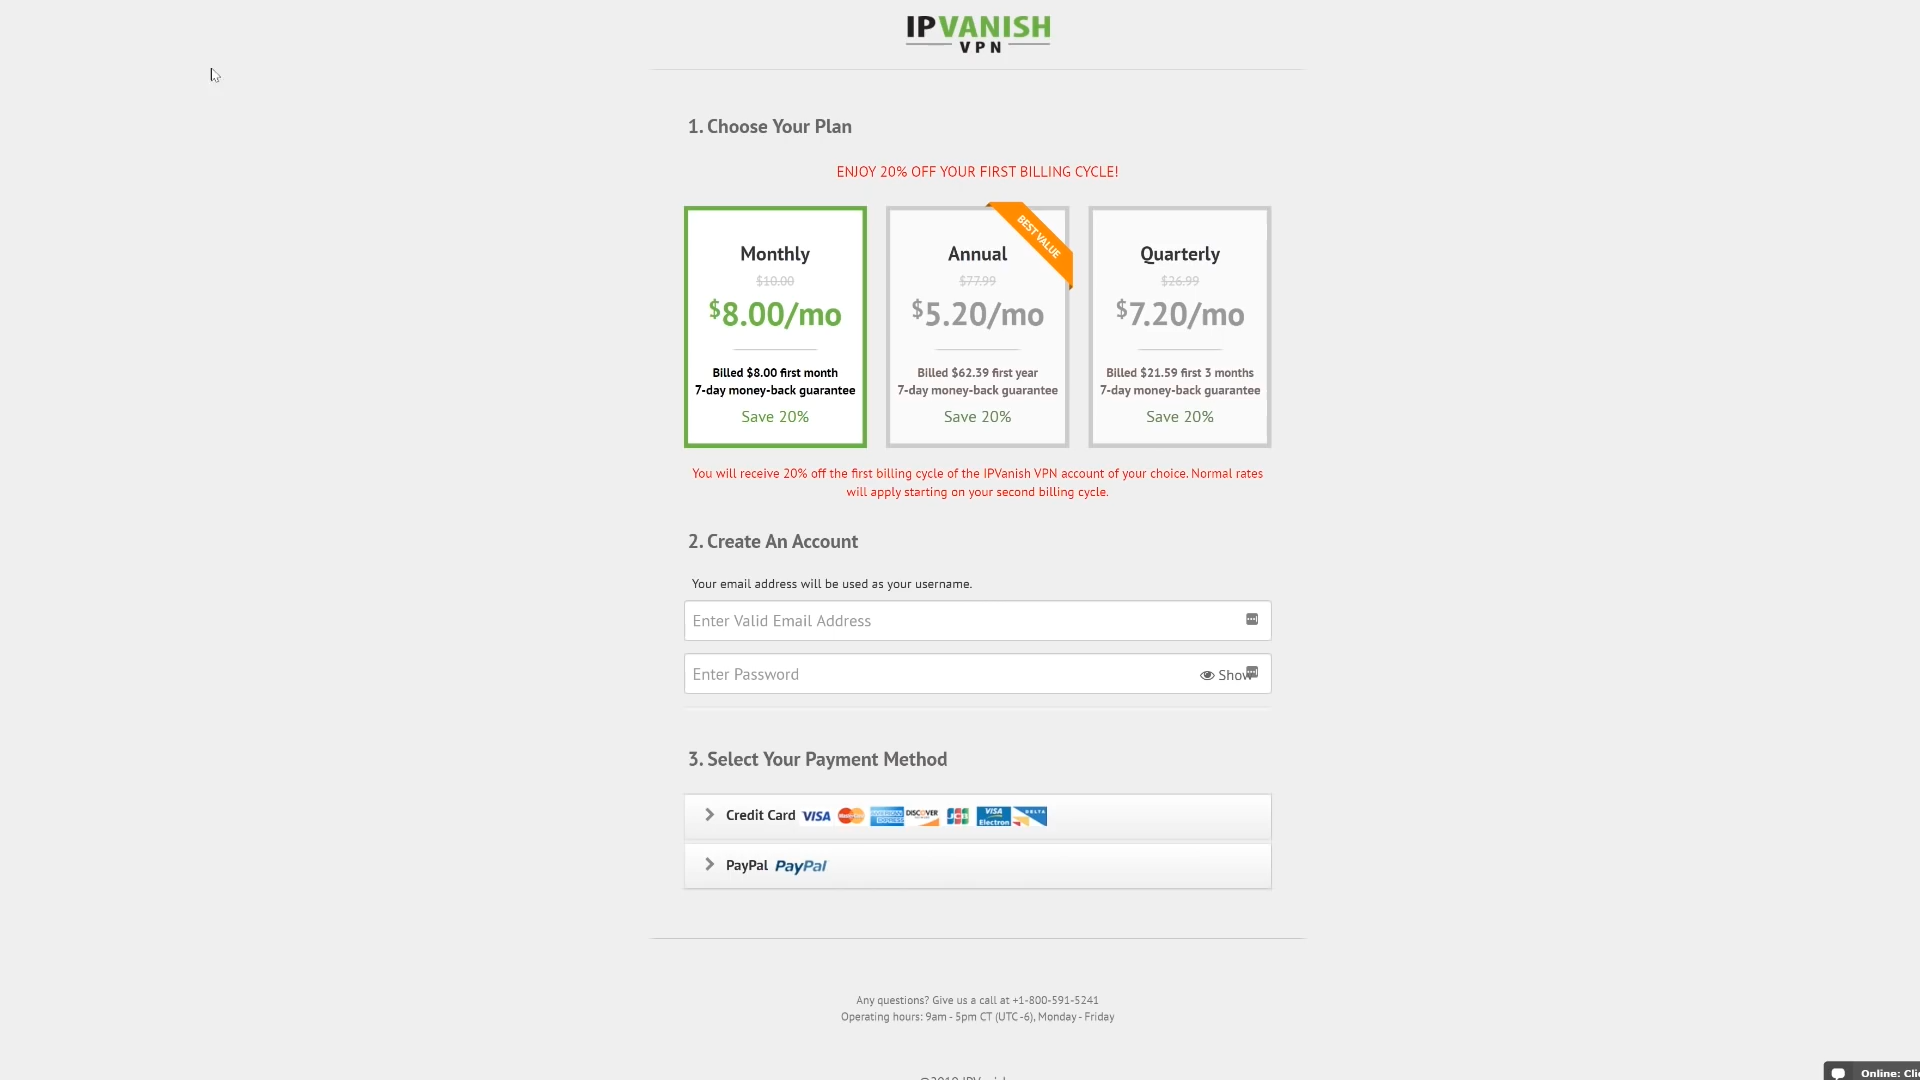 IPVANISH
VPN
1. Choose Your Plan
ENJOY 20% OFF YOUR FIRST BILLING CYCLE!
Monthly
$10.00
$8.00/mo
Billed $8.00 first month
7-day money-back guarantee
Save 20%
BEST VALUE
Annual
$77.99
$5.20/mo
Billed $62.39 first year
7-day money-back guarantee
Save 20%
Quarterly
$26.99
$7.20/mo
Billed $21.59 first 3 months
7-day money-back guarantee
Save 20%
You will receive 20% off the first billing cycle of the IPVanish VPN account of your choice. Normal rates
will apply starting on your second billing cycle.
2. Create An Account
Your email address will be used as your username.
Enter Valid Email Address
Enter Password
Show
3. Select Your Payment Method
Credit Card VISA MasterCard AMERICAN EXPRESS DISCOVER JCB VISA Electron DELTA
PayPal PayPal
Any questions? Give us a call at +1-800-591-5241
Operating hours: 9am - 5pm CT (UTC -6), Monday - Friday
Online: Clic